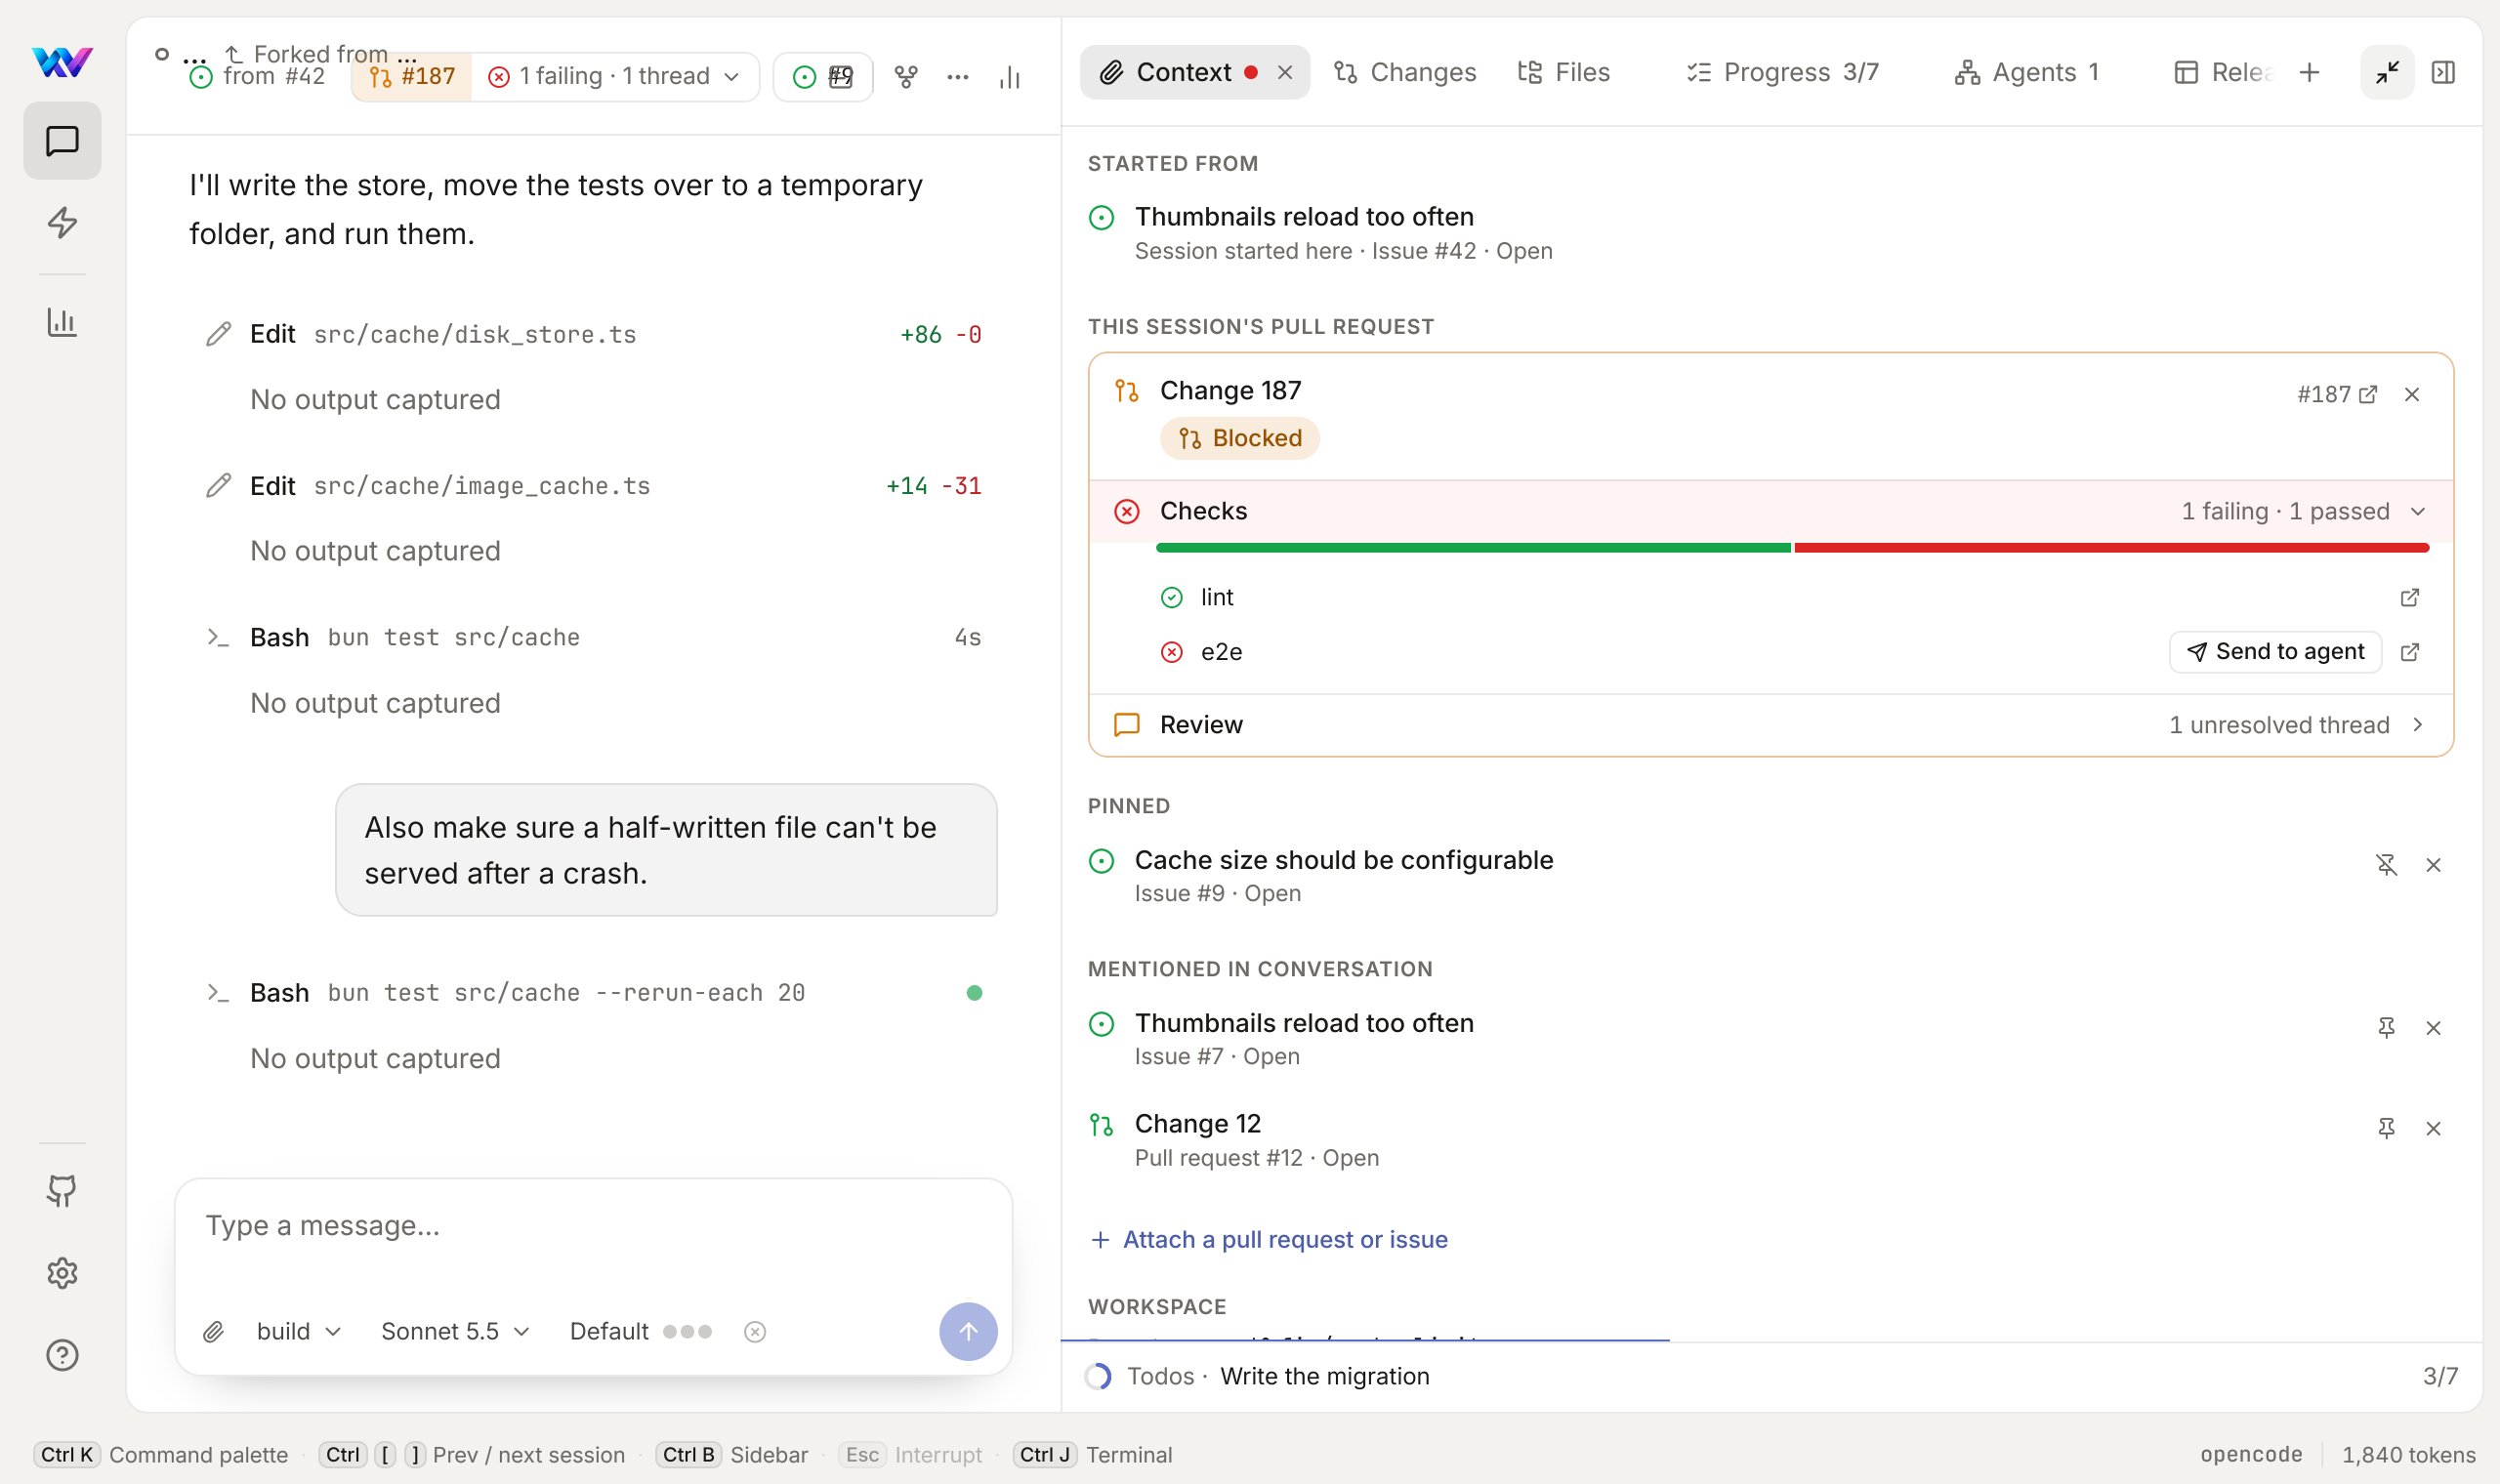 ... Forked from ...
from #42 #187 1 failing · 1 thread #9
I'll write the store, move the tests over to a temporary
folder, and run them.
Edit src/cache/disk_store.ts +86 -0
No output captured
Edit src/cache/image_cache.ts +14 -31
No output captured
Bash bun test src/cache 4s
No output captured
Also make sure a half-written file can't be
served after a crash.
Bash bun test src/cache --rerun-each 20
No output captured
Type a message...
build Sonnet 5.5 Default
Context Changes Files Progress 3/7 Agents 1
STARTED FROM
Thumbnails reload too often
Session started here · Issue #42 · Open
THIS SESSION'S PULL REQUEST
Change 187 #187
Blocked
Checks 1 failing · 1 passed
lint
e2e Send to agent
Review 1 unresolved thread
PINNED
Cache size should be configurable
Issue #9 · Open
MENTIONED IN CONVERSATION
Thumbnails reload too often
Issue #7 · Open
Change 12
Pull request #12 · Open
+ Attach a pull request or issue
WORKSPACE
Todos · Write the migration 3/7
Ctrl K Command palette · Ctrl [ ] Prev / next session · Ctrl B Sidebar · Esc Interrupt · Ctrl J Terminal
opencode 1,840 tokens